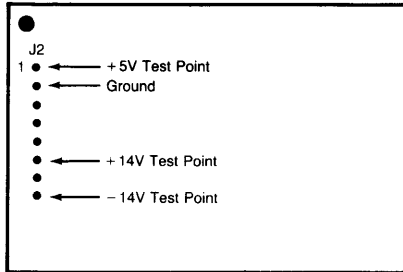 J2
1 +5V Test Point
Ground
+14V Test Point
−14V Test Point